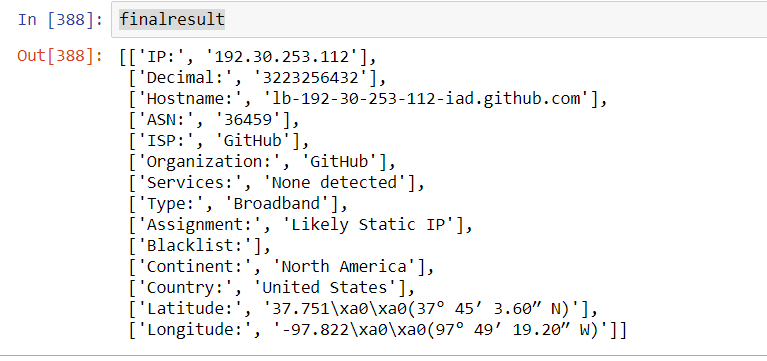 In [388]: finalresult
Out[388]: [['IP:', '192.30.253.112'],
['Decimal:', '3223256432'],
['Hostname:', 'lb-192-30-253-112-iad.github.com'],
['ASN:', '36459'],
['ISP:', 'GitHub'],
['Organization:', 'GitHub'],
['Services:', 'None detected'],
['Type:', 'Broadband'],
['Assignment:', 'Likely Static IP'],
['Blacklist:'],
['Continent:', 'North America'],
['Country:', 'United States'],
['Latitude:', '37.751\xa0\xa0(37° 45′ 3.60″ N)'],
['Longitude:', '-97.822\xa0\xa0(97° 49′ 19.20″ W)']]